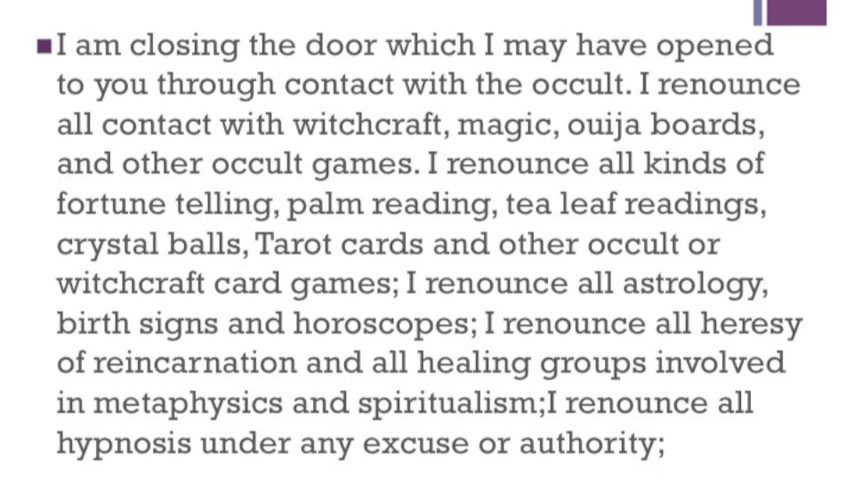 I am closing the door which I may have opened
to you through contact with the occult. I renounce
all contact with witchcraft, magic, ouija boards,
and other occult games. I renounce all kinds of
fortune telling, palm reading, tea leaf readings,
crystal balls, Tarot cards and other occult or
witchcraft card games; I renounce all astrology,
birth signs and horoscopes; I renounce all heresy
of reincarnation and all healing groups involved
in metaphysics and spiritualism;I renounce all
hypnosis under any excuse or authority;